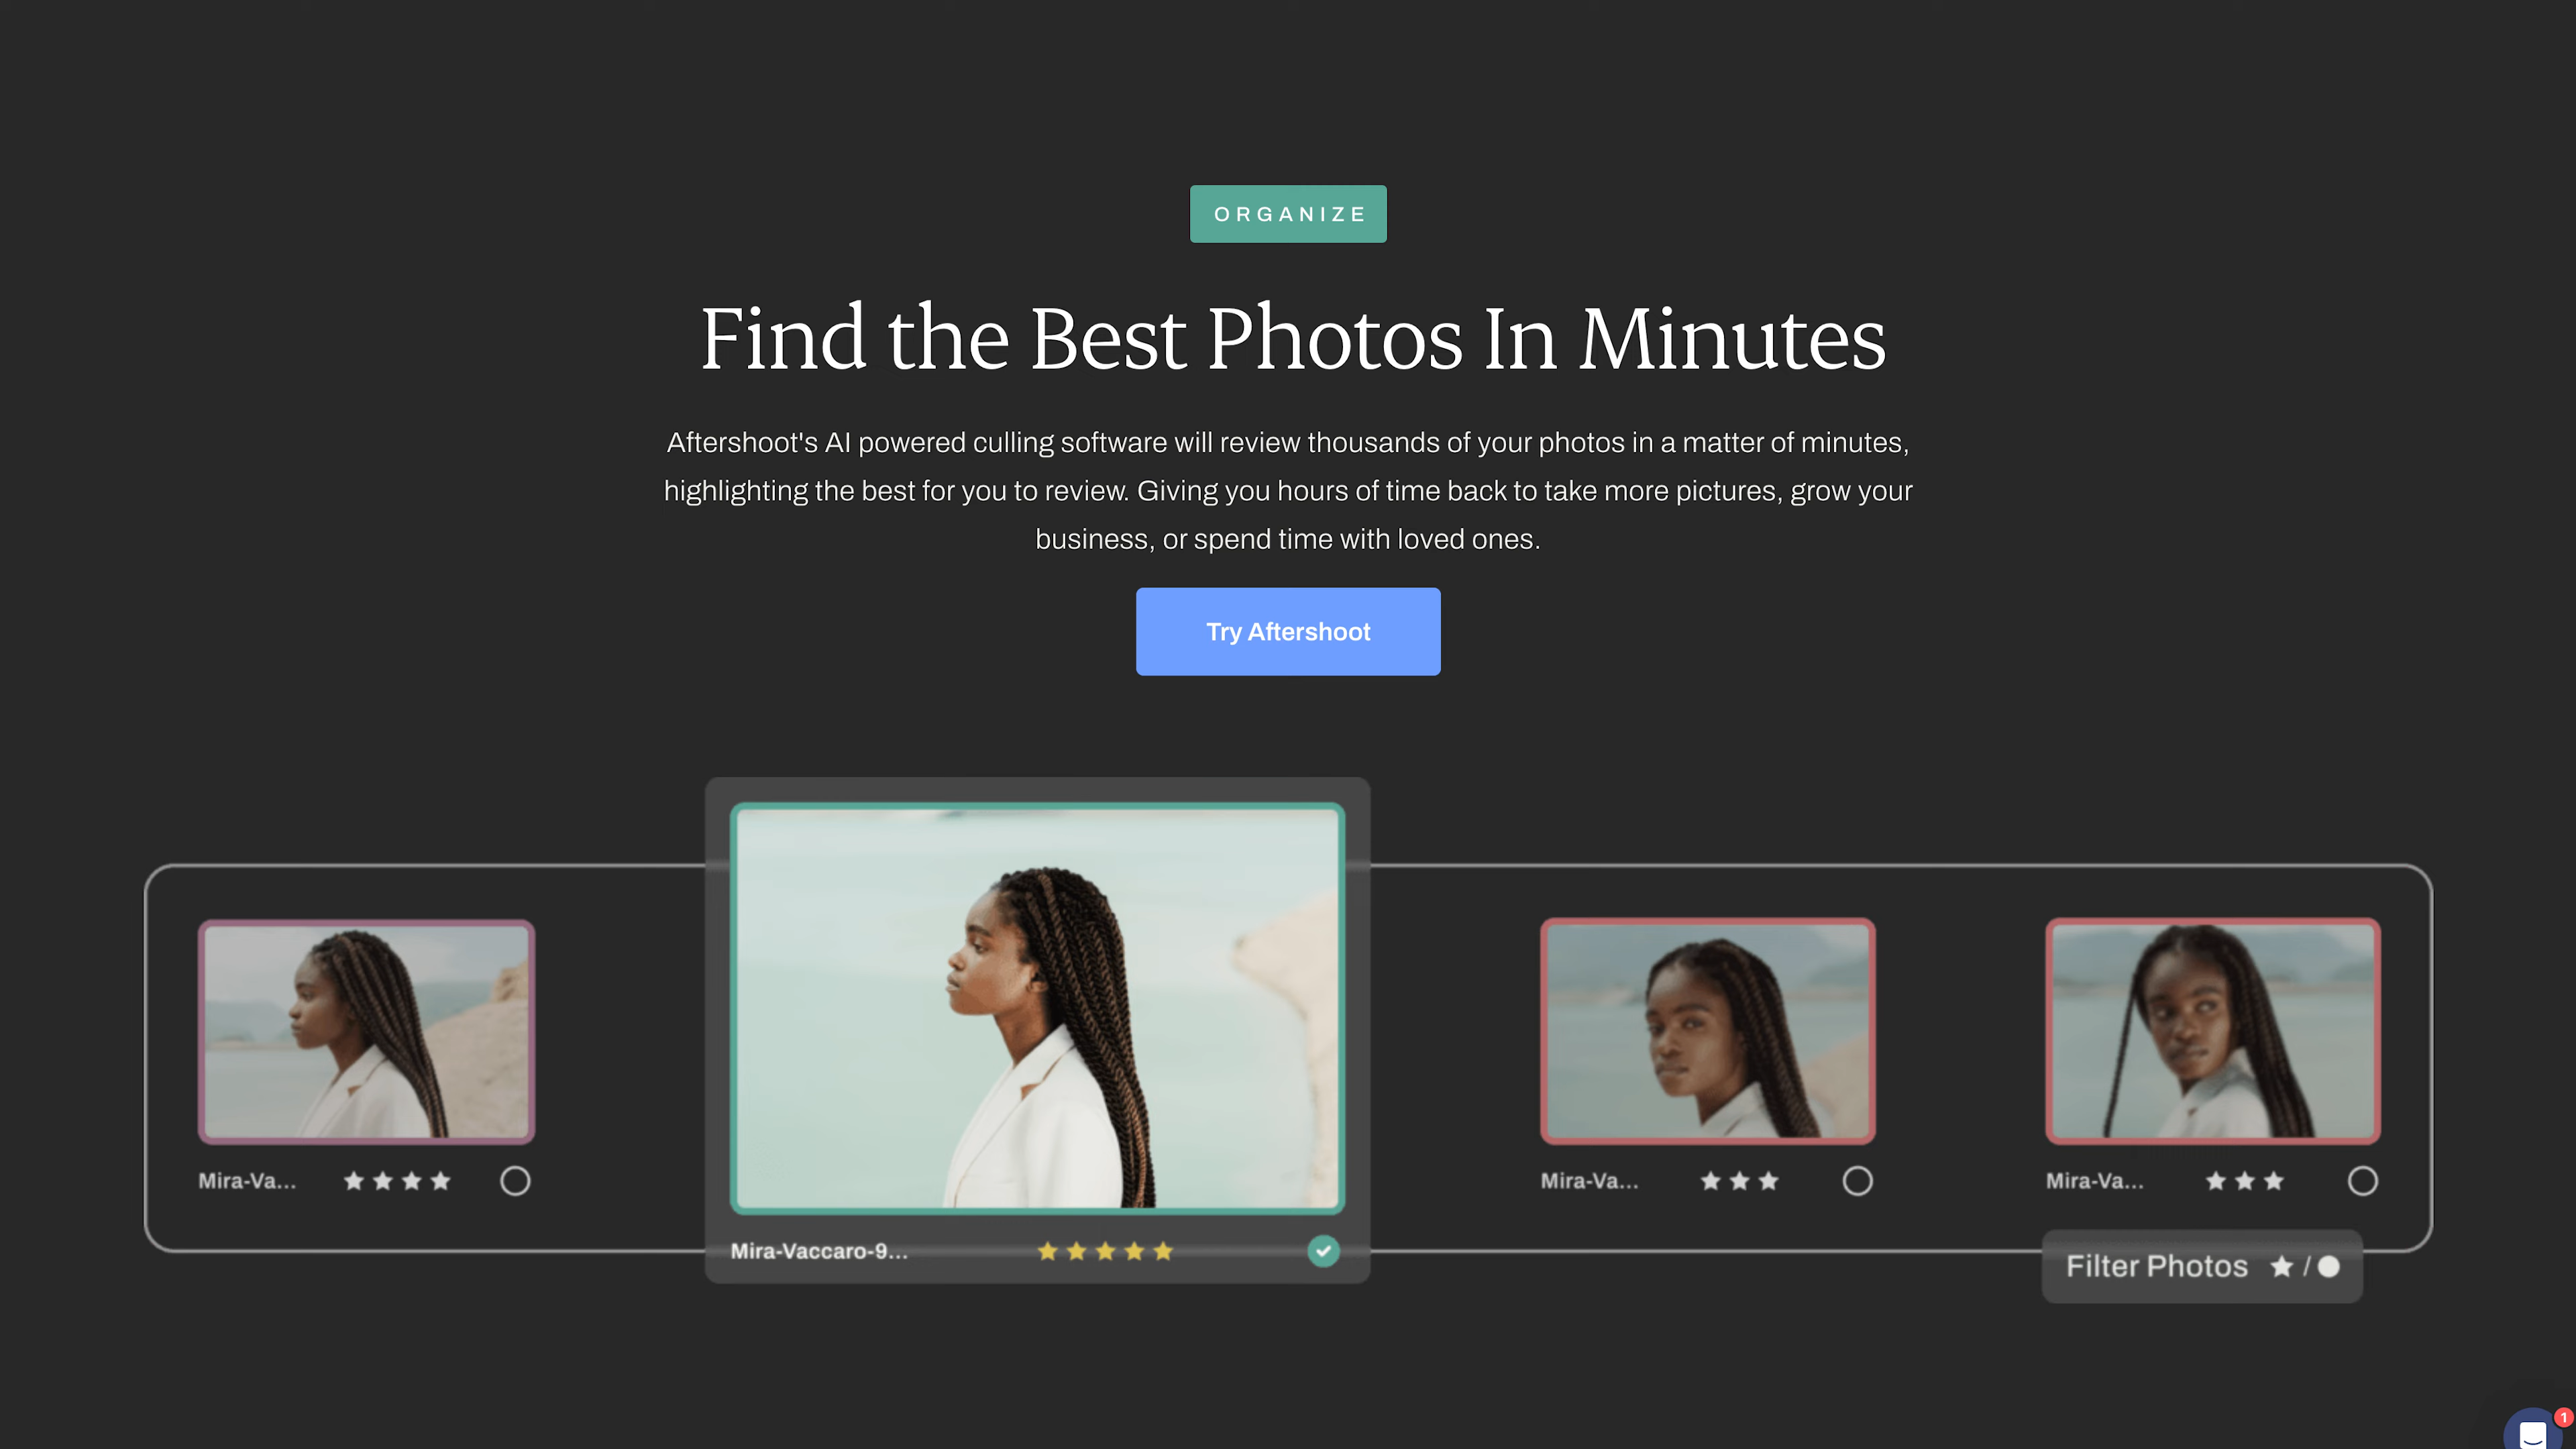 ORGANIZE
Find the Best Photos In Minutes
Aftershoot's AI powered culling software will review thousands of your photos in a matter of minutes,
highlighting the best for you to review. Giving you hours of time back to take more pictures, grow your
business, or spend time with loved ones.
Try Aftershoot
Mira-Va...
Mira-Vaccaro-9...
Mira-Va...
Mira-Va...
Filter Photos ★ / ●
1